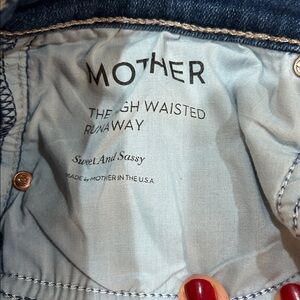 MOTHER
THE HIGH WAISTED
RUNAWAY
Sweet And Sassy
MADE by MOTHER IN THE U.S.A.